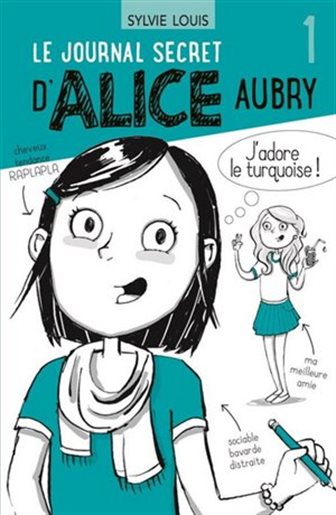 SYLVIE LOUIS
LE JOURNAL SECRET
1
D'ALICE AUBRY
cheveux
tendance
RAPLAPLA
J'adore
le turquoise !
ma
meilleure
amie
sociable
bavarde
distraite